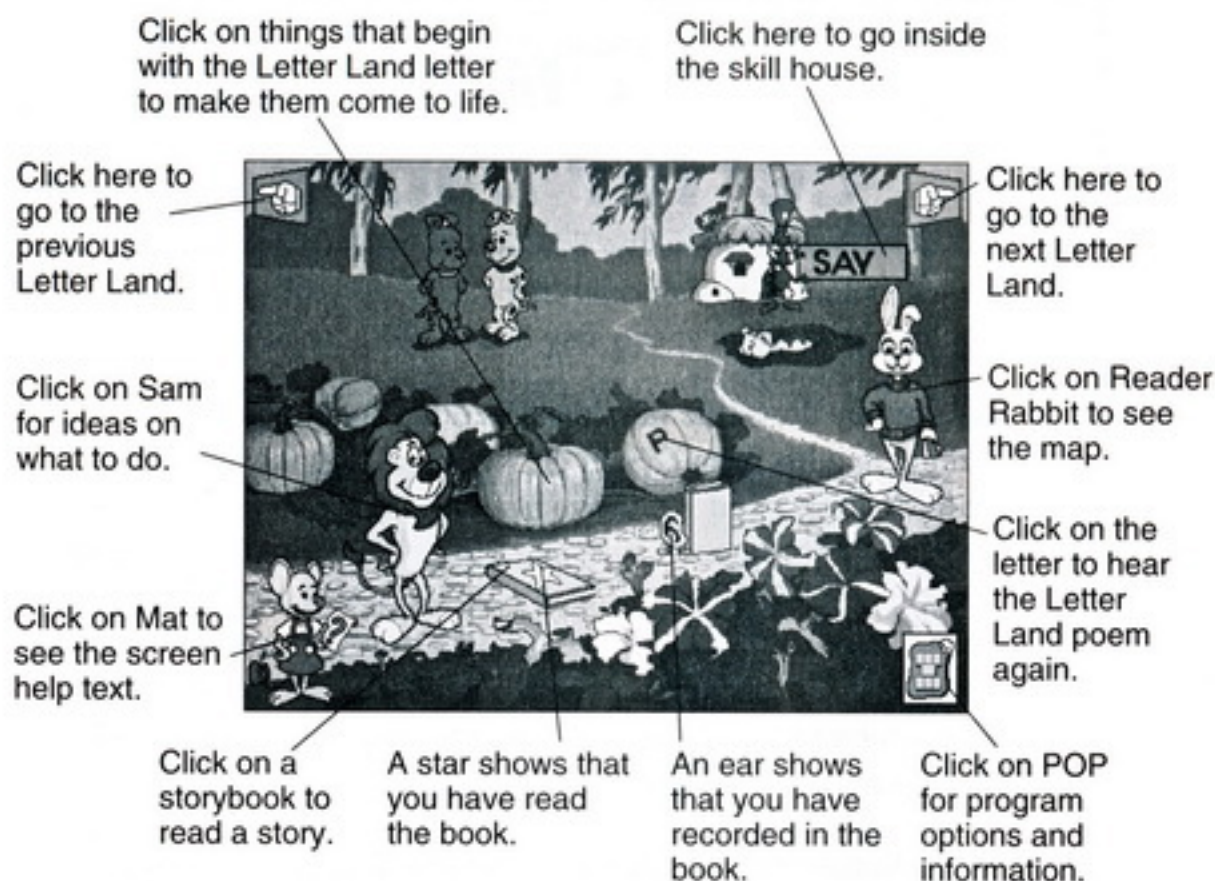 Click on things that begin
with the Letter Land letter
to make them come to life.
Click here to go inside
the skill house.
Click here to
go to the
previous
Letter Land.
Click here to
go to the
next Letter
Land.
SAY
Click on Sam
for ideas on
what to do.
Click on Reader
Rabbit to see
the map.
P
Click on the
letter to hear
the Letter
Land poem
again.
Click on Mat to
see the screen
help text.
?
Click on a
storybook to
read a story.
A star shows that
you have read
the book.
An ear shows
that you have
recorded in the
book.
Click on POP
for program
options and
information.